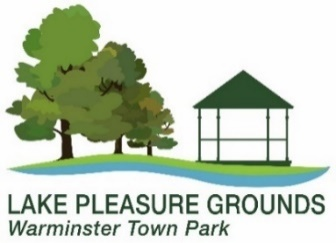 LAKE PLEASURE GROUNDS
Warminster Town Park